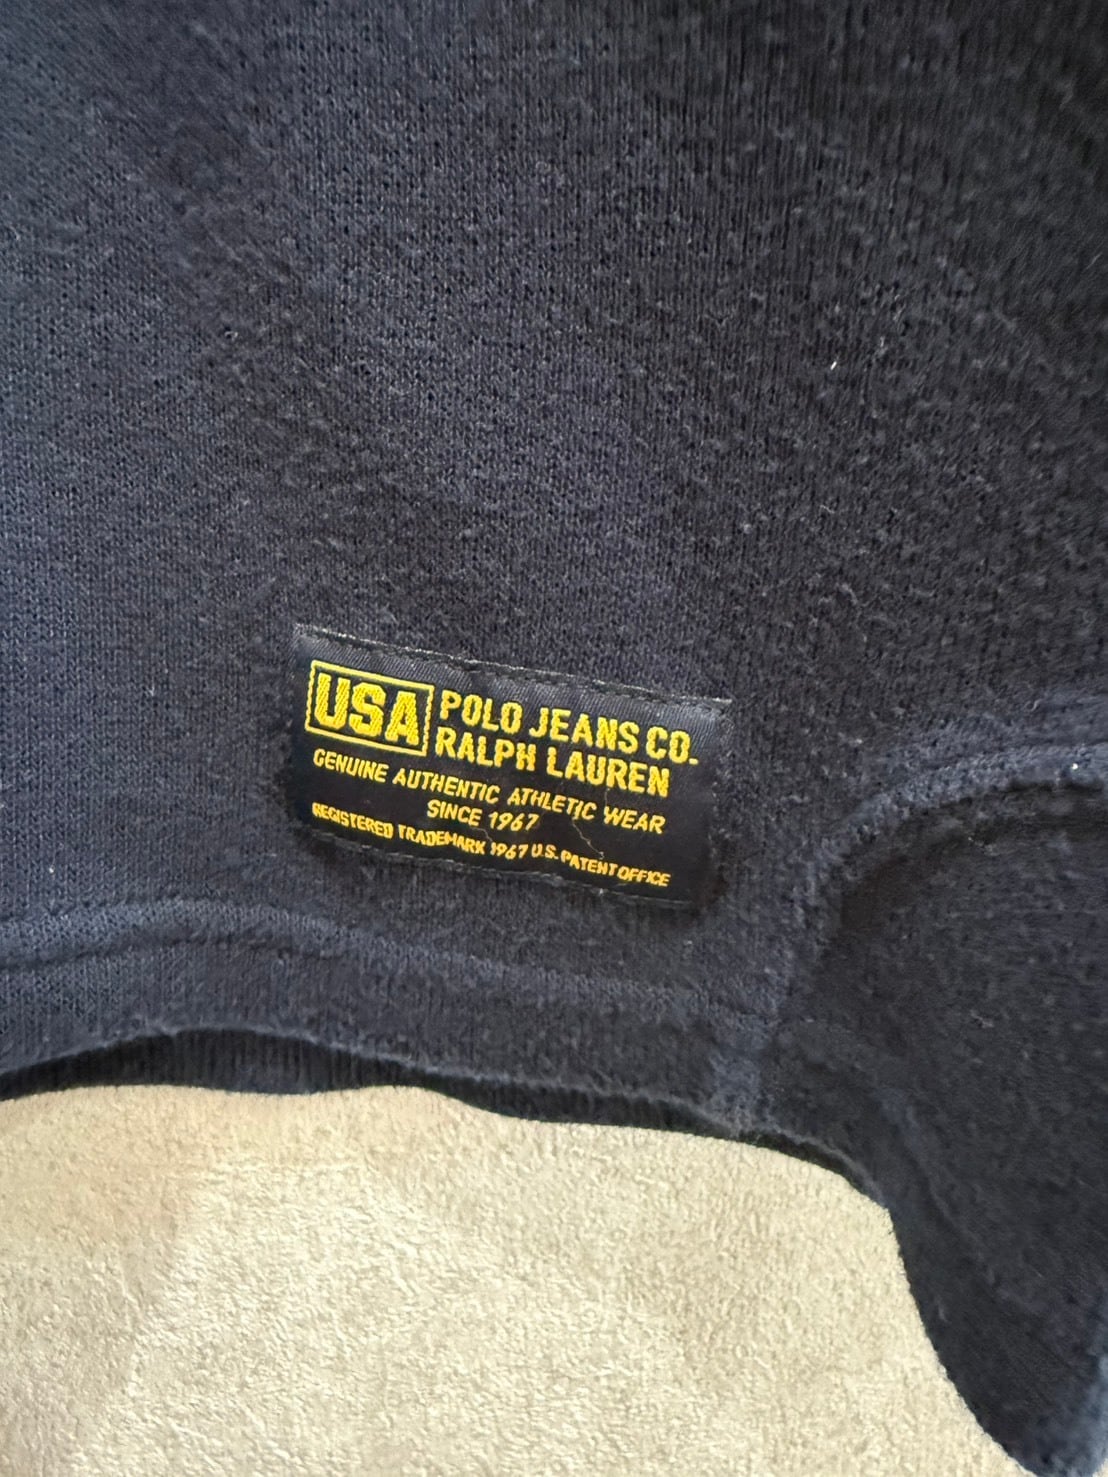 USA POLO JEANS CO.
RALPH LAUREN
GENUINE AUTHENTIC ATHLETIC WEAR
SINCE 1967
REGISTERED TRADEMARK 1967 U.S. PATENT OFFICE